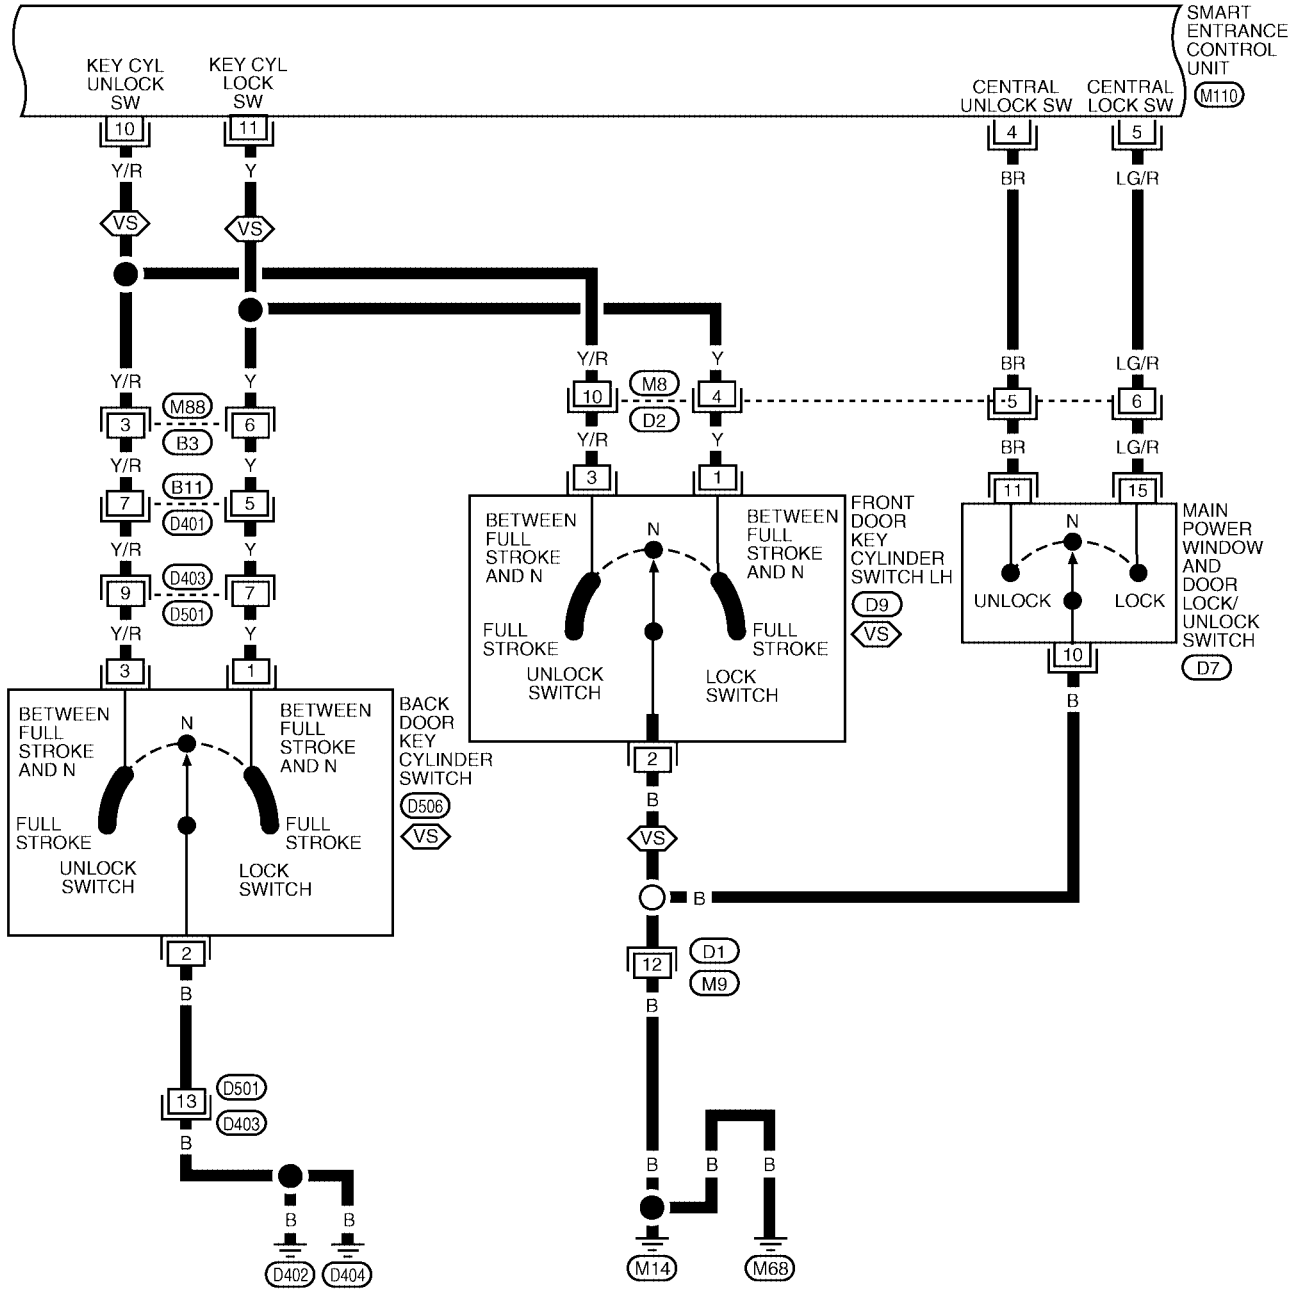 SMART
ENTRANCE
CONTROL
UNIT
M110
KEY CYL
UNLOCK
SW
KEY CYL
LOCK
SW
CENTRAL
UNLOCK SW
CENTRAL
LOCK SW
10
11
4
5
Y/R
Y
BR
LG/R
VS
VS
Y/R
Y
Y/R
Y
BR
LG/R
3
M88
B3
6
10
M8
D2
4
5
6
Y/R
Y
Y/R
Y
BR
LG/R
7
B11
D401
5
3
1
11
15
Y/R
Y
9
D403
D501
7
Y/R
Y
3
1
BETWEEN
FULL
STROKE
AND N
N
BETWEEN
FULL
STROKE
AND N
FULL
STROKE
FULL
STROKE
UNLOCK
SWITCH
LOCK
SWITCH
FRONT
DOOR
KEY
CYLINDER
SWITCH LH
D9
VS
2
N
UNLOCK
LOCK
MAIN
POWER
WINDOW
AND
DOOR
LOCK/
UNLOCK
SWITCH
D7
10
B
BETWEEN
FULL
STROKE
AND N
N
BETWEEN
FULL
STROKE
AND N
FULL
STROKE
FULL
STROKE
UNLOCK
SWITCH
LOCK
SWITCH
BACK
DOOR
KEY
CYLINDER
SWITCH
D506
VS
2
B
B
VS
B
12
D1
M9
B
13
D501
D403
B
B
B
D402
D404
B
B
B
M14
M68